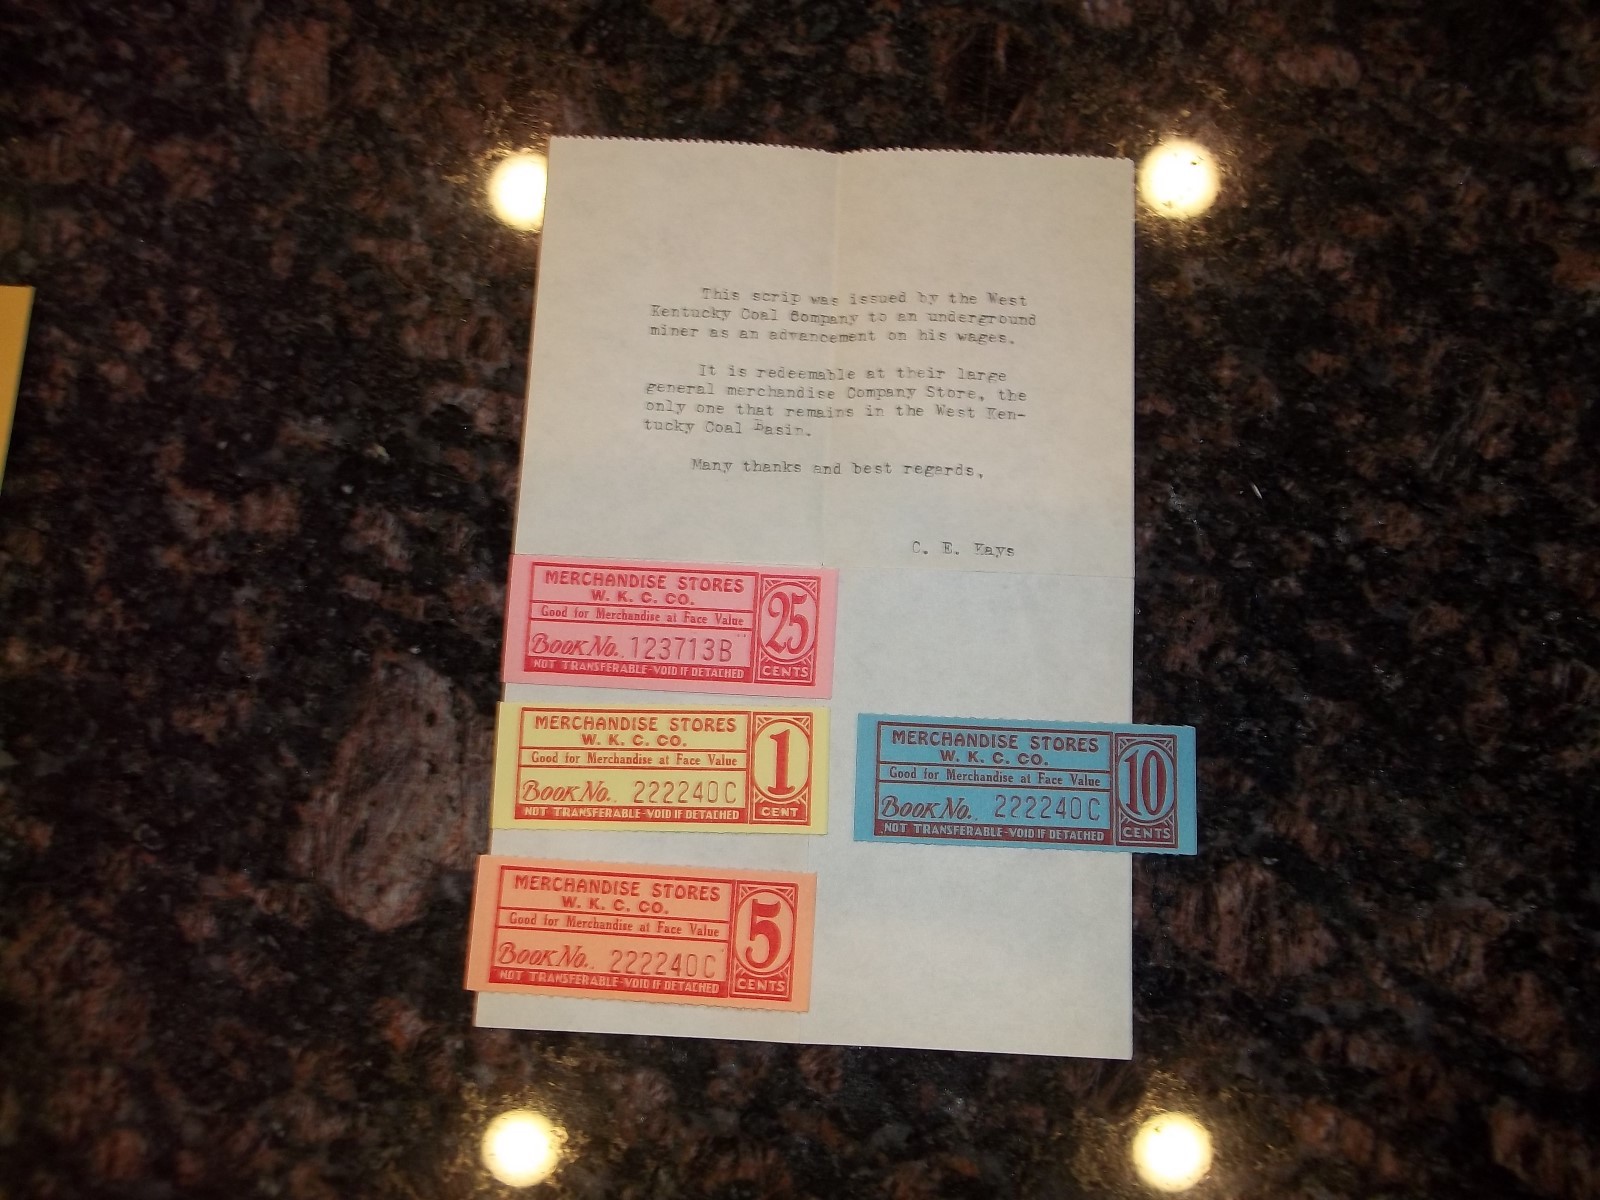 This scrip was issued by the West
Kentucky Coal Company to an underground
miner as an advancement on his wages.
It is redeemable at their large
general merchandise Company Store, the
only one that remains in the West Ken-
tucky Coal Basin.
Many thanks and best regards,
C. E. Kays
MERCHANDISE STORES
W. K. C. CO.
Good for Merchandise at Face Value
Book No. 123713B
NOT TRANSFERABLE-VOID IF DETACHED
25
CENTS
MERCHANDISE STORES
W. K. C. CO.
Good for Merchandise at Face Value
Book No. 222240C
NOT TRANSFERABLE-VOID IF DETACHED
1
CENT
MERCHANDISE STORES
W. K. C. CO.
Good for Merchandise at Face Value
Book No. 222240C
NOT TRANSFERABLE-VOID IF DETACHED
10
CENTS
MERCHANDISE STORES
W. K. C. CO.
Good for Merchandise at Face Value
Book No. 222240C
NOT TRANSFERABLE-VOID IF DETACHED
5
CENTS